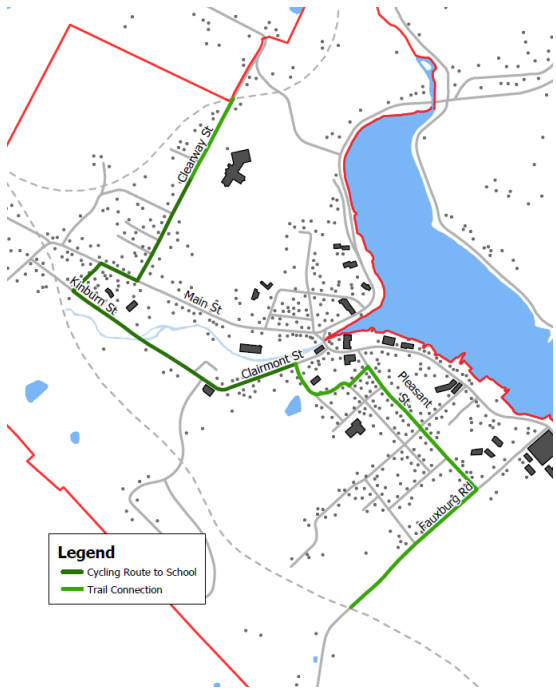 Clearway St
Kinburn St
Main St
Clairmont St
Pleasant
St
Fauxburg Rd
Legend
Cycling Route to School
Trail Connection